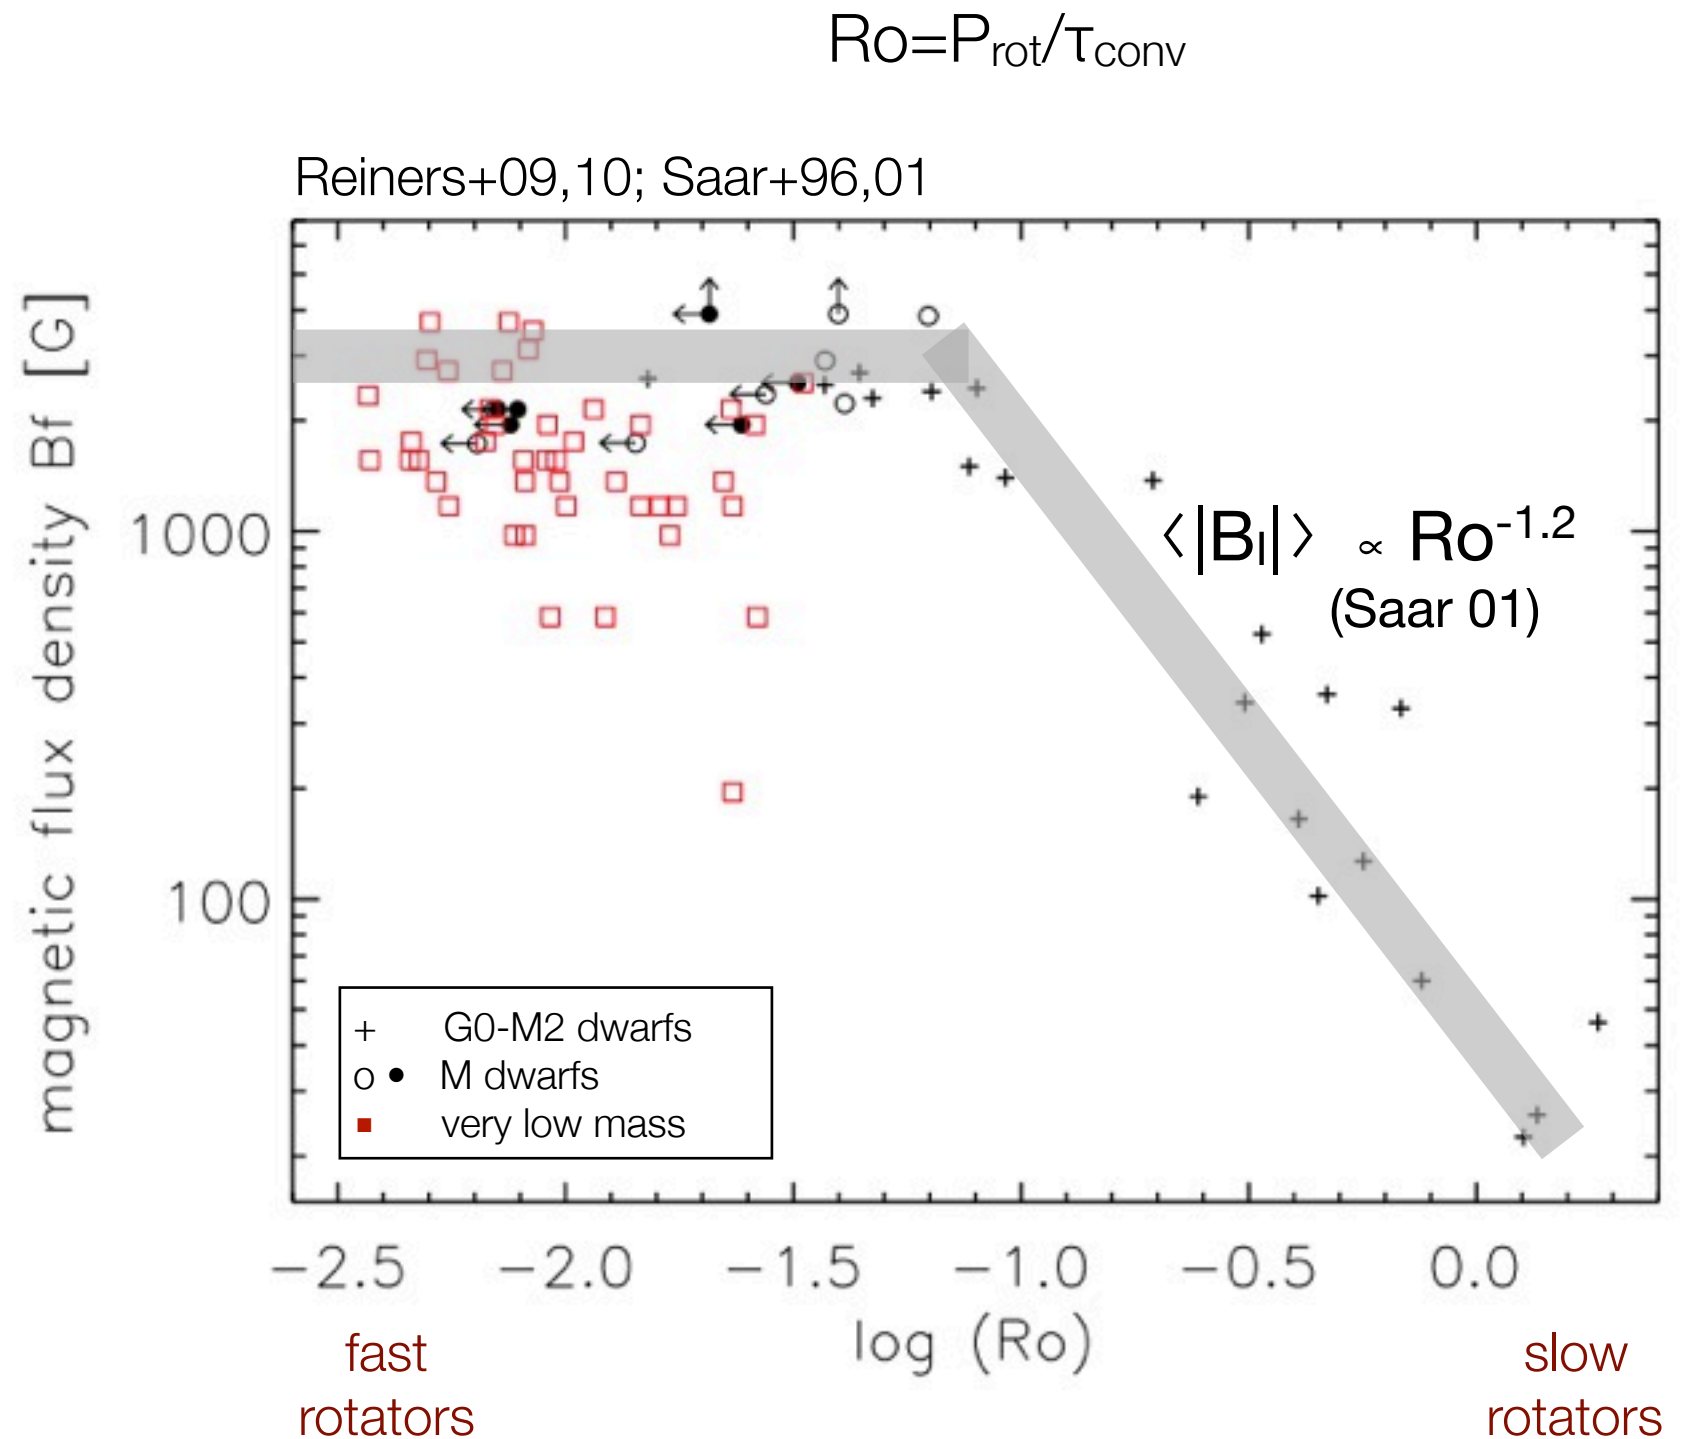 Ro=Prot/τconv
Reiners+09,10; Saar+96,01
magnetic flux density Bf [G]
1000
100
⟨|BI|⟩ ∝ Ro-1.2
(Saar 01)
+ G0-M2 dwarfs
o • M dwarfs
very low mass
−2.5 −2.0 −1.5 −1.0 −0.5 0.0
log (Ro)
fast
rotators
slow
rotators